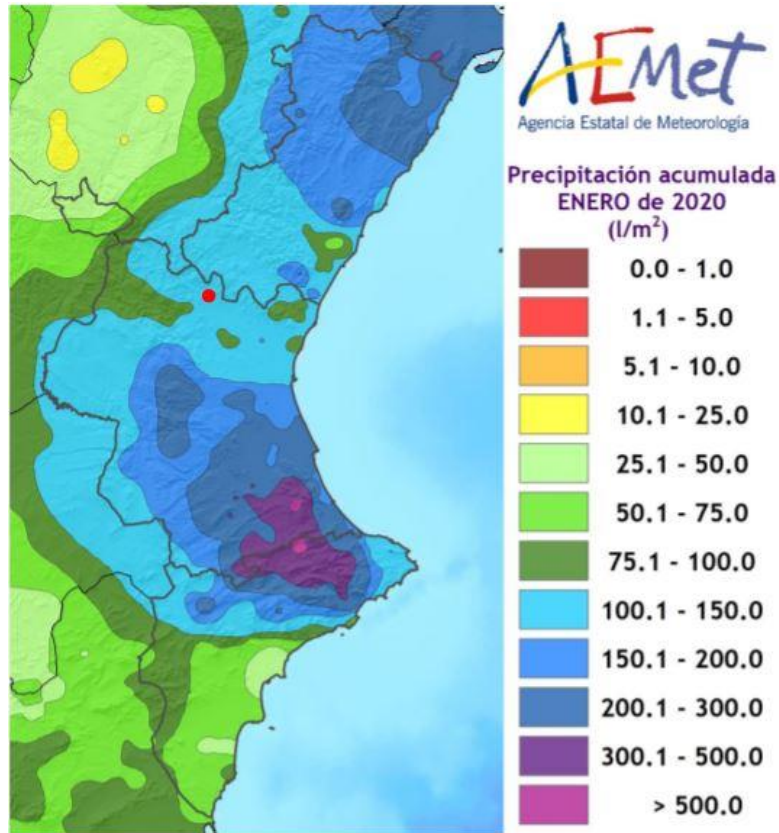 AEMet
Agencia Estatal de Meteorología
Precipitación acumulada
ENERO de 2020
(l/m²)
0.0 - 1.0
1.1 - 5.0
5.1 - 10.0
10.1 - 25.0
25.1 - 50.0
50.1 - 75.0
75.1 - 100.0
100.1 - 150.0
150.1 - 200.0
200.1 - 300.0
300.1 - 500.0
> 500.0